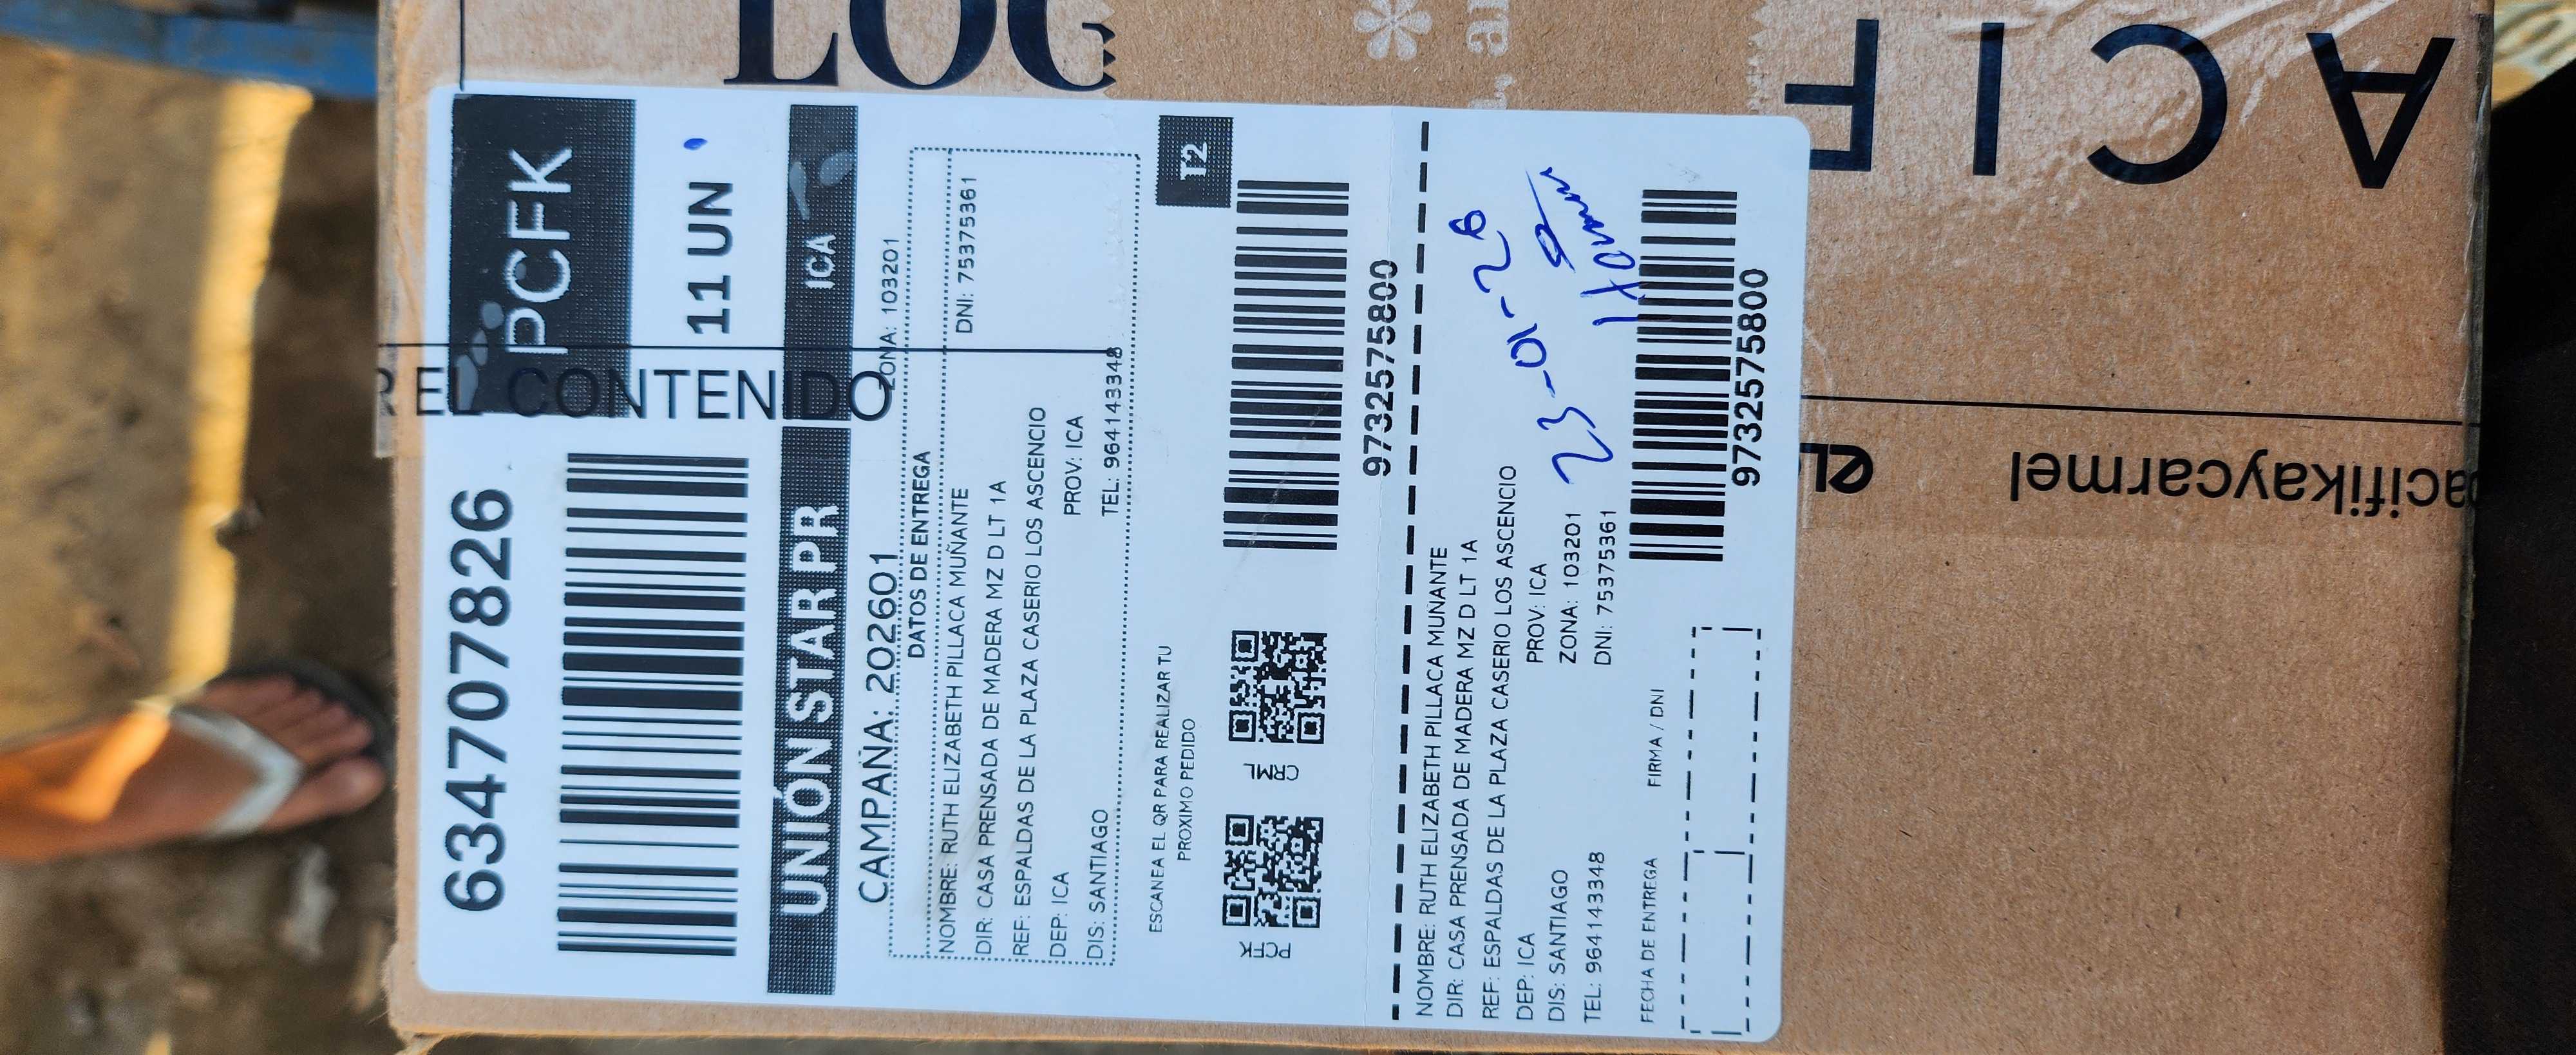 LOG
, ar
ACIF
R EL CONTENIDO
el
pacifikaycarmel
6347070826
PCFK
11 UN
UNIÓN STAR PR
ICA
CAMPAÑA: 202601
ZONA: 103201
DATOS DE ENTREGA
NOMBRE: RUTH ELIZABETH PILLACA MUÑANTE
DNI: 75375361
DIR: CASA PRENSADA DE MADERA MZ D LT 1A
REF: ESPALDAS DE LA PLAZA CASERIO LOS ASCENCIO
DEP: ICA
PROV: ICA
DIS: SANTIAGO
TEL: 964143348
ESCANEA EL QR PARA REALIZAR TU
PROXIMO PEDIDO
T2
PCFK
CRML
9732575800
NOMBRE: RUTH ELIZABETH PILLACA MUÑANTE
DIR: CASA PRENSADA DE MADERA MZ D LT 1A
REF: ESPALDAS DE LA PLAZA CASERIO LOS ASCENCIO
DEP: ICA
PROV: ICA
DIS: SANTIAGO
ZONA: 103201
TEL: 964143348
DNI: 75375361
23-01-26
FECHA DE ENTREGA
FIRMA / DNI
9732575800